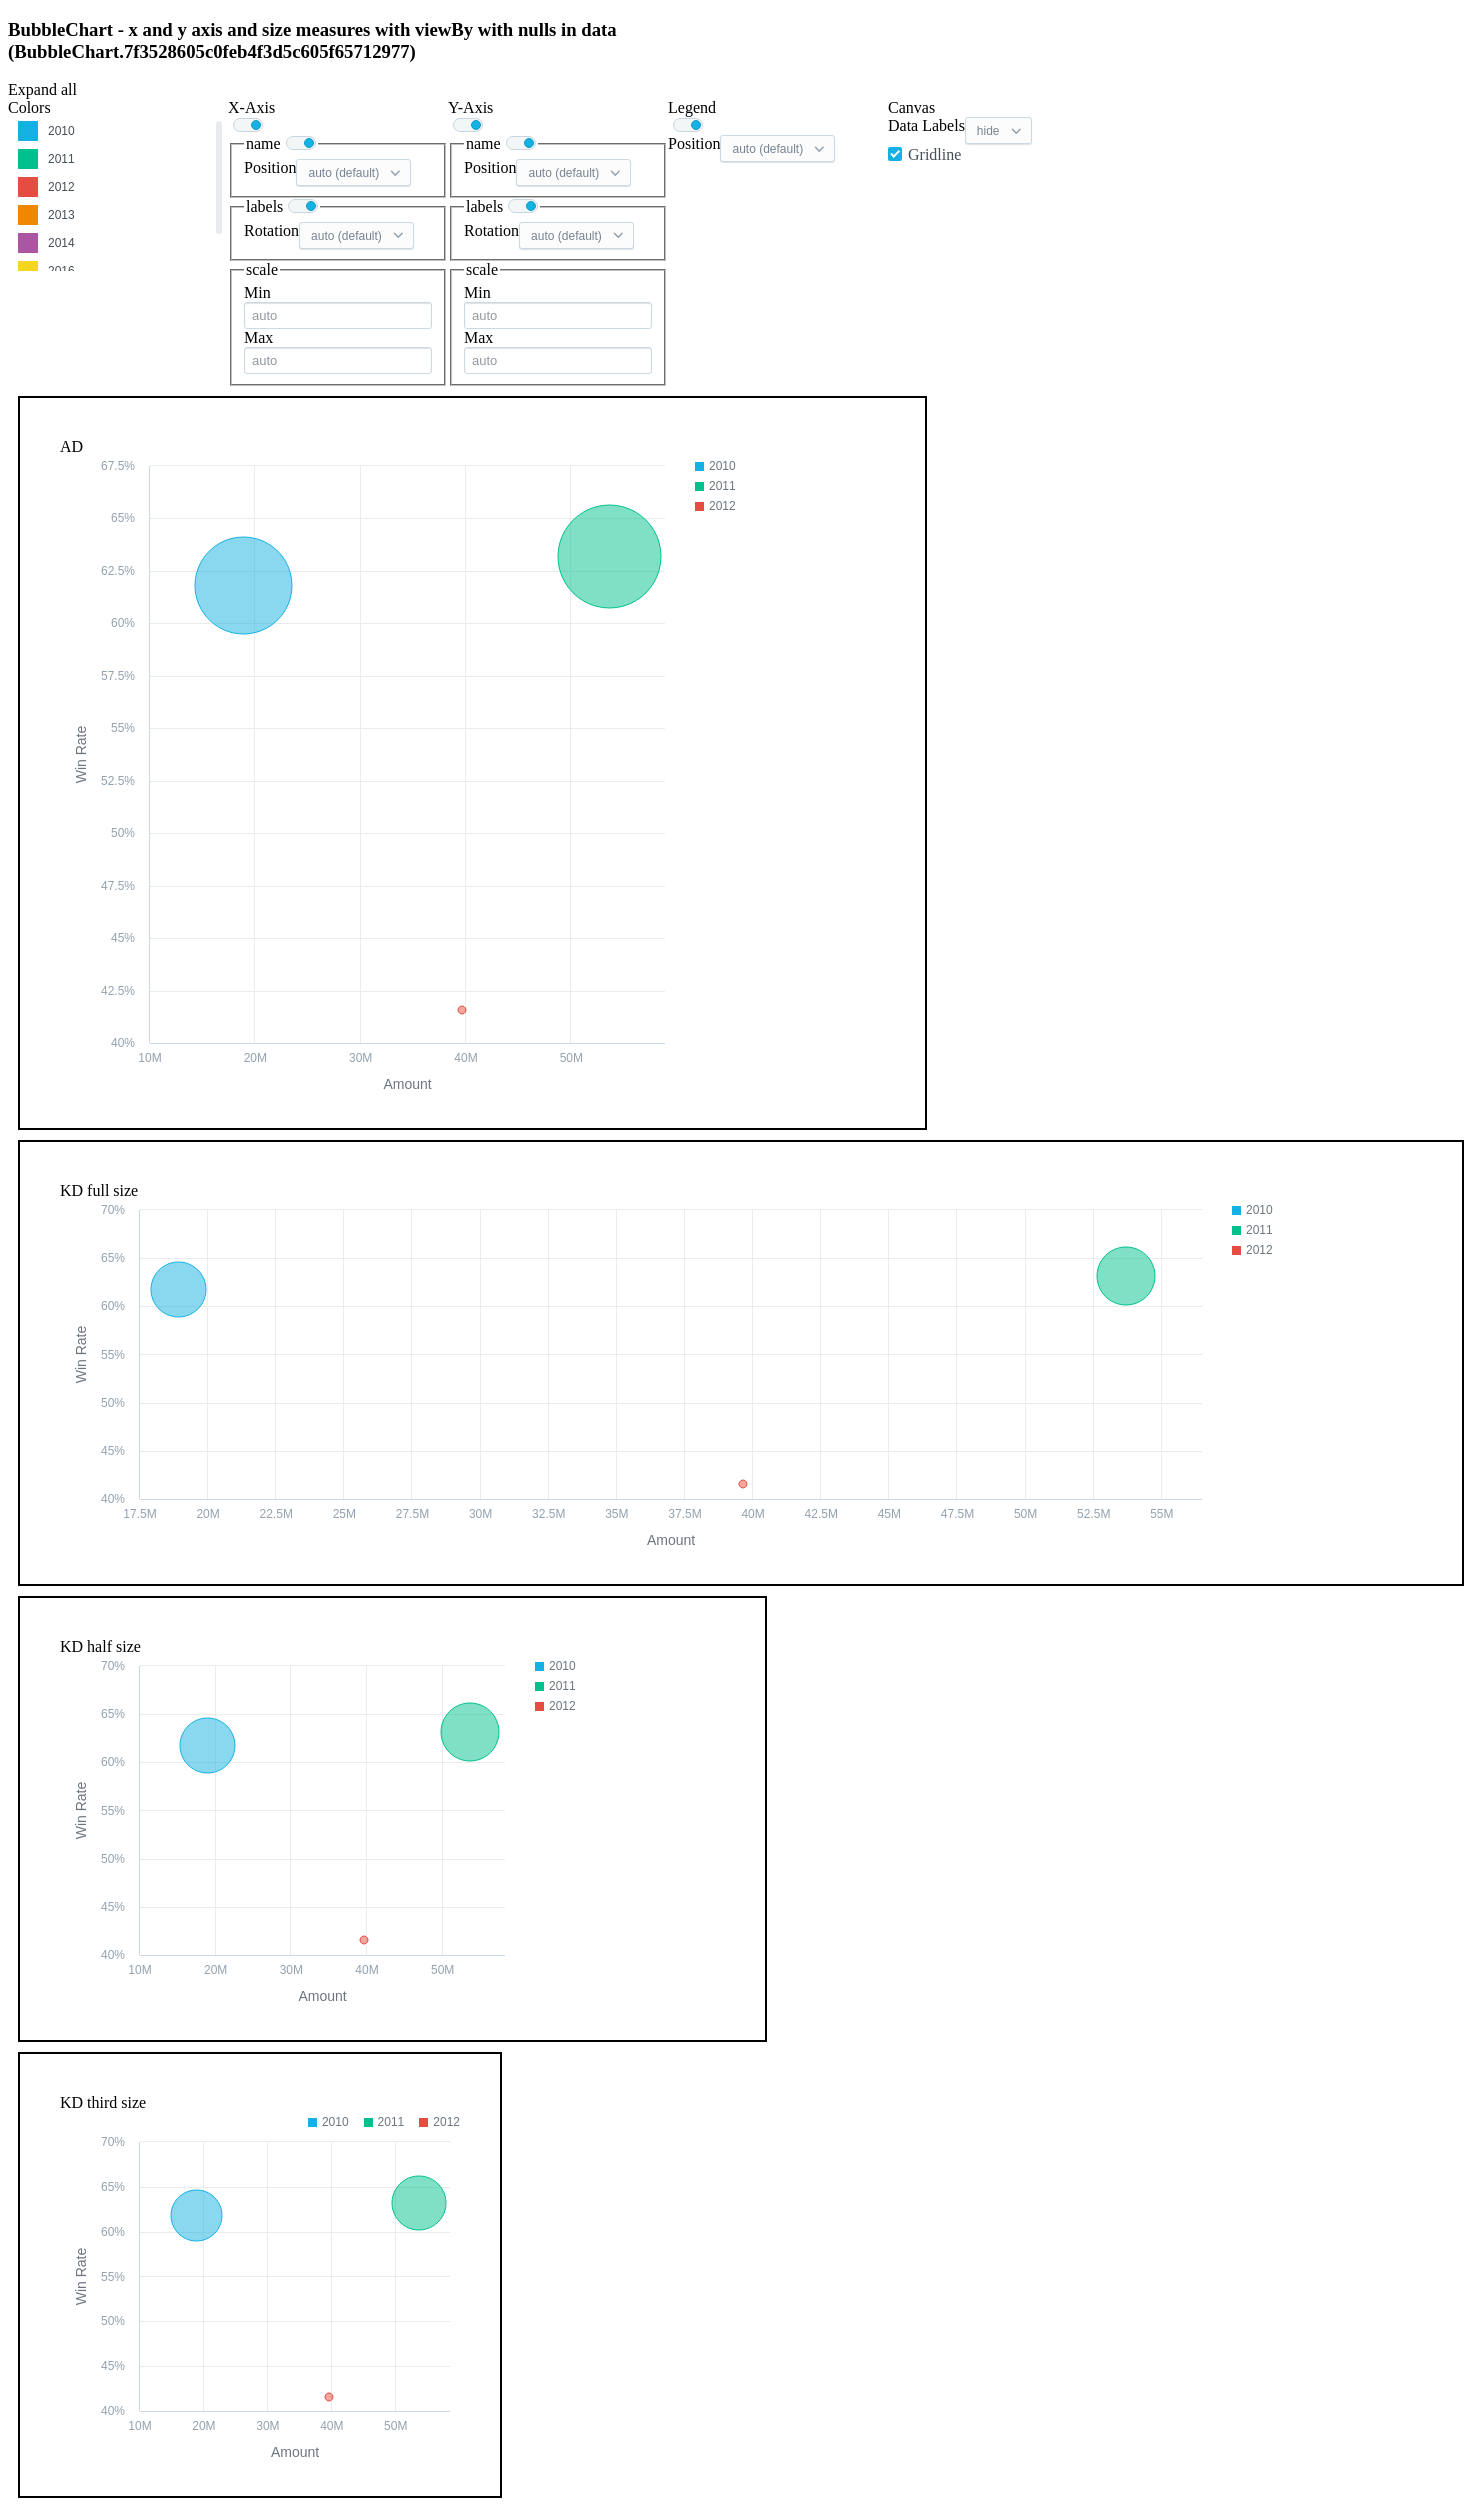 BubbleChart - x and y axis and size measures with viewBy with nulls in data
(BubbleChart.7f3528605c0feb4f3d5c605f65712977)
Expand all
Colors
2010
2011
2012
2013
2014
2016
X-Axis
name
Position auto (default)
labels
Rotation auto (default)
scale
Min
auto
Max
auto
Y-Axis
name
Position auto (default)
labels
Rotation auto (default)
scale
Min
auto
Max
auto
Legend
Position auto (default)
Canvas
Data Labels hide
Gridline
AD
67.5%
65%
62.5%
60%
57.5%
55%
52.5%
50%
47.5%
45%
42.5%
40%
Win Rate
10M 20M 30M 40M 50M
Amount
2010
2011
2012
KD full size
70%
65%
60%
55%
50%
45%
40%
Win Rate
17.5M 20M 22.5M 25M 27.5M 30M 32.5M 35M 37.5M 40M 42.5M 45M 47.5M 50M 52.5M 55M
Amount
2010
2011
2012
KD half size
70%
65%
60%
55%
50%
45%
40%
Win Rate
10M 20M 30M 40M 50M
Amount
2010
2011
2012
KD third size
2010 2011 2012
70%
65%
60%
55%
50%
45%
40%
Win Rate
10M 20M 30M 40M 50M
Amount